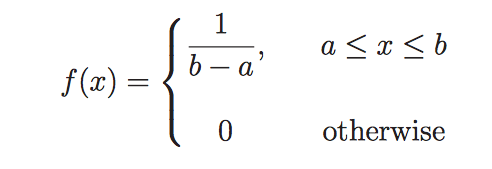 f(x) = { 1/(b − a), a ≤ x ≤ b
0 otherwise